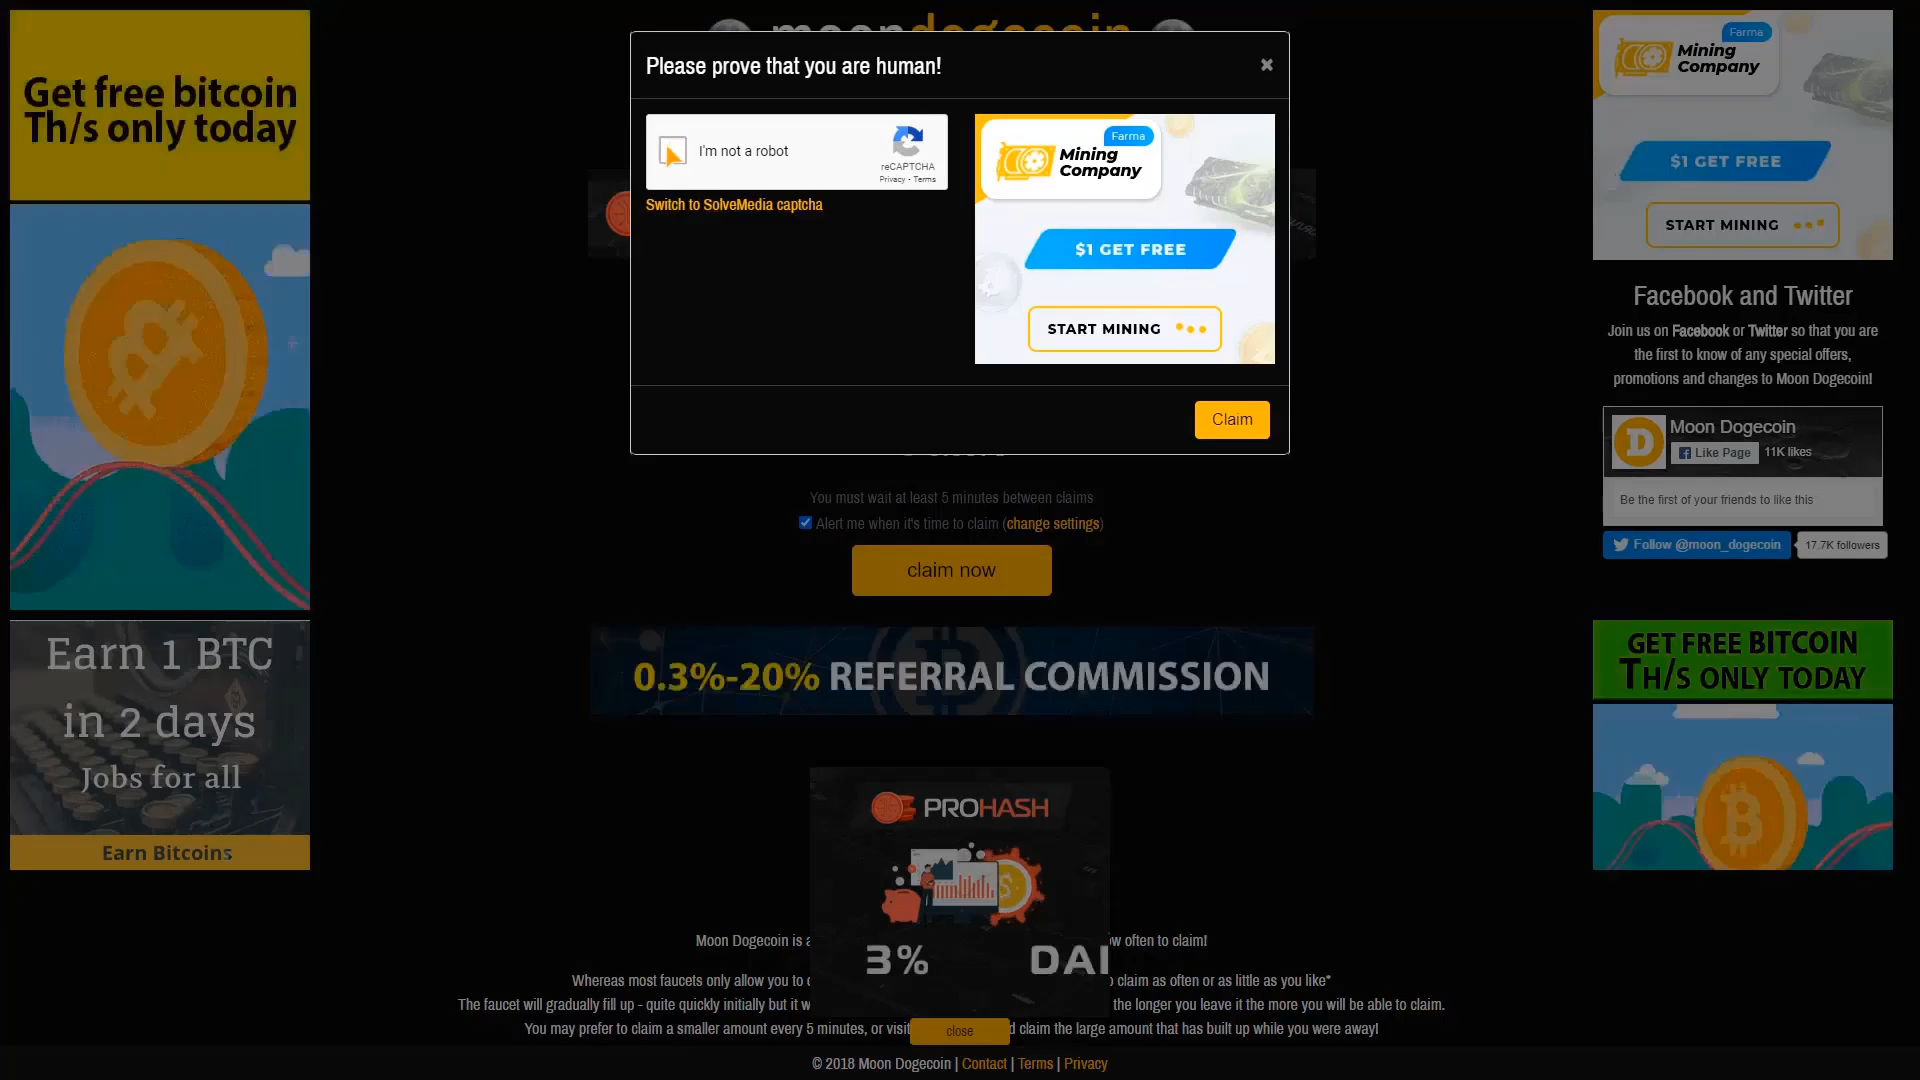 Get free bitcoin
Th/s only today
moondogecoin
Please prove that you are human!
×
I'm not a robot
reCAPTCHA
Privacy - Terms
Switch to SolveMedia captcha
Farma
Mining
Company
$1 GET FREE
START MINING
Claim
Farma
Mining
Company
$1 GET FREE
START MINING
Facebook and Twitter
Join us on Facebook or Twitter so that you are
the first to know of any special offers,
promotions and changes to Moon Dogecoin!
Moon Dogecoin
Like Page
11K likes
Be the first of your friends to like this
Follow @moon_dogecoin
17.7K followers
You must wait at least 5 minutes between claims
Alert me when it's time to claim (change settings)
claim now
0.3%-20% REFERRAL COMMISSION
Earn 1 BTC
in 2 days
Jobs for all
Earn Bitcoins
GET FREE BITCOIN
TH/S ONLY TODAY
PROHASH
3% DAI
Moon Dogecoin is often to claim!
Whereas most faucets only allow you to claim as often or as little as you like*
The faucet will gradually fill up - quite quickly initially but it the longer you leave it the more you will be able to claim.
You may prefer to claim a smaller amount every 5 minutes, or visit claim the large amount that has built up while you were away!
close
© 2018 Moon Dogecoin | Contact | Terms | Privacy